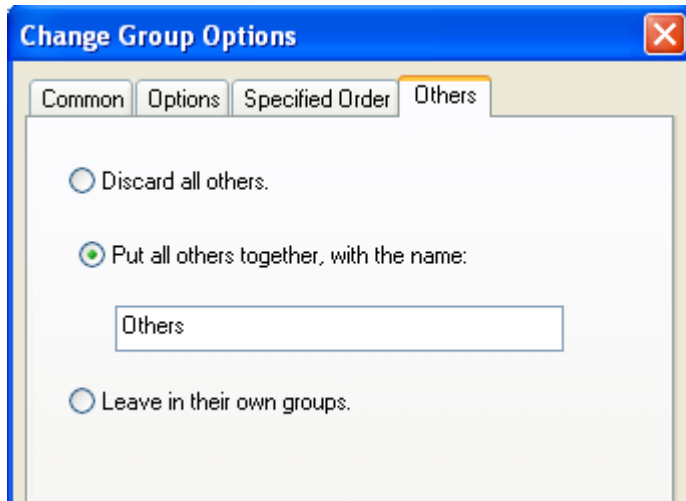 Change Group Options
Common Options Specified Order Others
Discard all others.
Put all others together, with the name:
Others
Leave in their own groups.